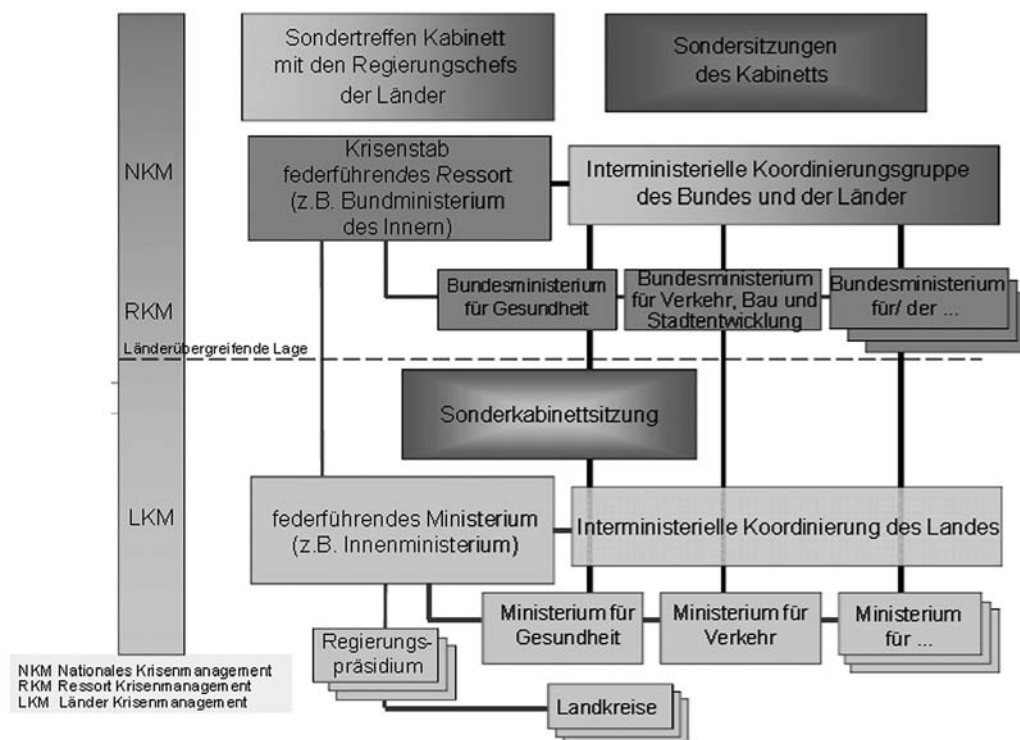 Sondertreffen Kabinett
mit den Regierungschefs
der Länder
Sondersitzungen
des Kabinetts
NKM
Krisenstab
federführendes Ressort
(z.B. Bundministerium
des Innern)
Interministerielle Koordinierungsgruppe
des Bundes und der Länder
RKM
Bundesministerium
für Gesundheit
Bundesministerium
für Verkehr, Bau und
Stadtentwicklung
Bundesministerium
für/ der ...
Länderübergreifende Lage
Sonderkabinettsitzung
LKM
federführendes Ministerium
(z.B. Innenministerium)
Interministerielle Koordinierung des Landes
Ministerium für
Gesundheit
Ministerium für
Verkehr
Ministerium
für ...
Regierungs-
präsidium
Landkreise
NKM Nationales Krisenmanagement
RKM Ressort Krisenmanagement
LKM Länder Krisenmanagement